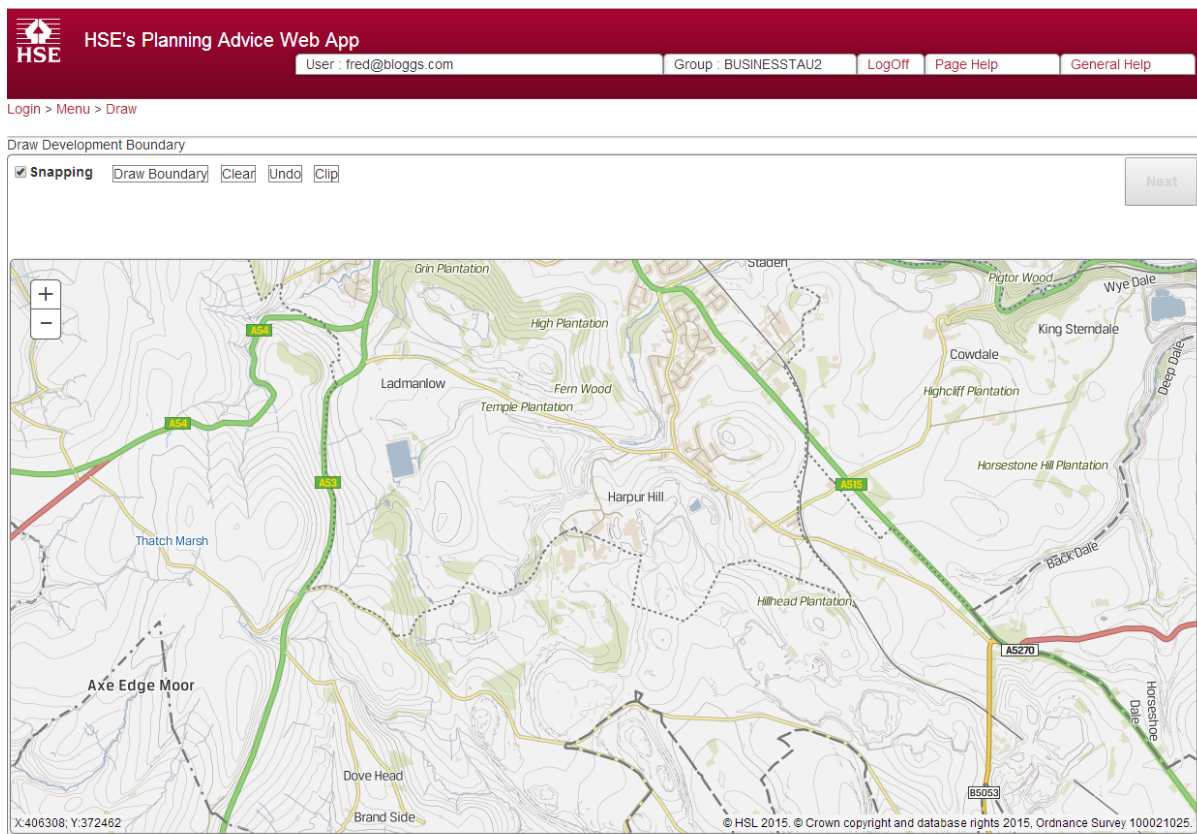 HSE
HSE's Planning Advice Web App
User : fred@bloggs.com
Group : BUSINESSTAU2
LogOff
Page Help
General Help
Login > Menu > Draw
Draw Development Boundary
Snapping
Draw Boundary
Clear
Undo
Clip
Next
+
−
Grin Plantation
Staden
Pigtor Wood
Wye Dale
High Plantation
A54
King Sterndale
Cowdale
Deep Dale
Ladmanlow
Fern Wood
Highcliff Plantation
Temple Plantation
A54
Horsestone Hill Plantation
A53
A515
Harpur Hill
Thatch Marsh
Back Dale
Hillhead Plantation
A5270
Axe Edge Moor
Horseshoe
Dale
Dove Head
B5053
Brand Side
X:406308; Y:372462
© HSL 2015. © Crown copyright and database rights 2015, Ordnance Survey 100021025.